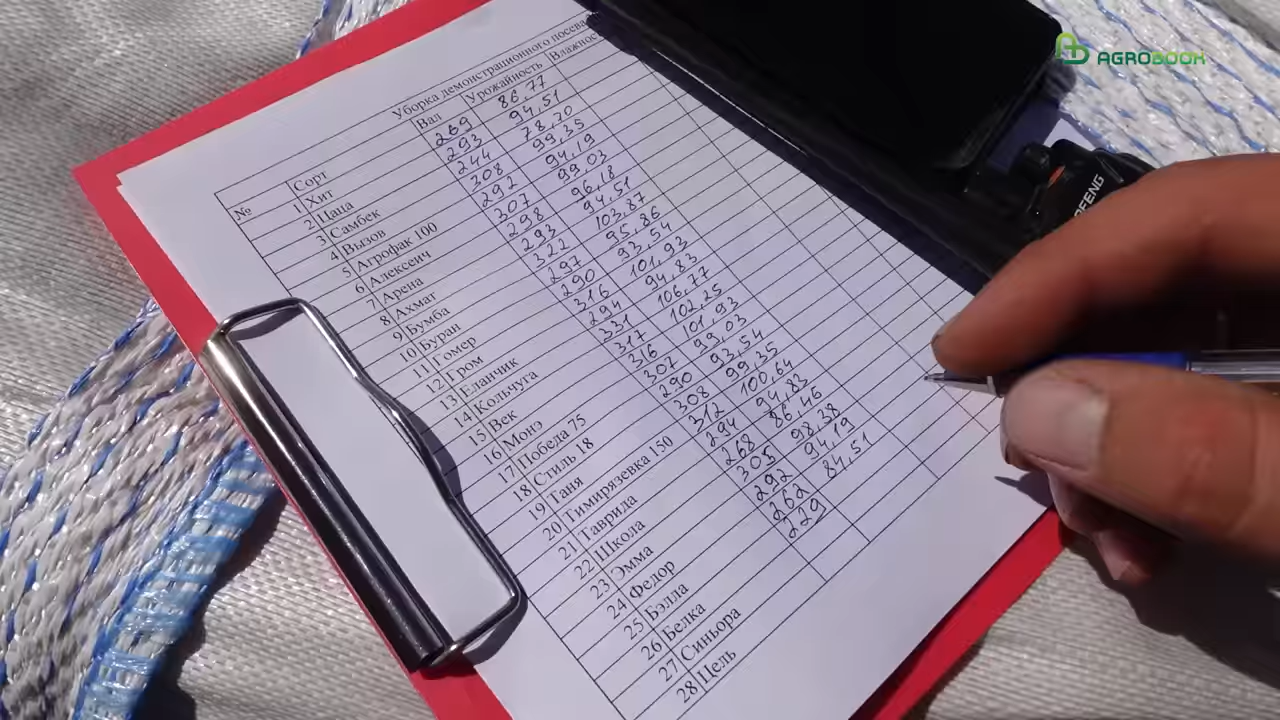 Уборка демонстрационного посева
№ Сорт Вал Урожайность
Хит 269 86,77
2 Цаца 293 94,51
3 Самбек 244 78,70
4 Вызов 308 99,35
5 Агрофак 100 292 94,19
6 Алексеич 307 99,03
7 Арена 298 96,18
8 Ахмат 293 94,51
9 Бумба 322 103,87
10 Буран 297 95,86
11 Гомер 290 93,54
12 Гром 316 101,93
13 Еланчик 294 94,83
14 Кольчуга 331 106,77
15 Век 317 102,25
16 Монэ 316 101,93
17 Победа 75 307 99,03
18 Стиль 18 290 93,54
19 Таня 308 99,35
20 Тимирязевка 150 312 100,64
21 Таврида 294 94,83
22 Школа 268 86,46
23 Эмма 305 98,38
24 Федор 292 94,19
25 Бэлла 262 84,51
26 Белка 229
27 Синьора
28 Цель
AGROBOOK